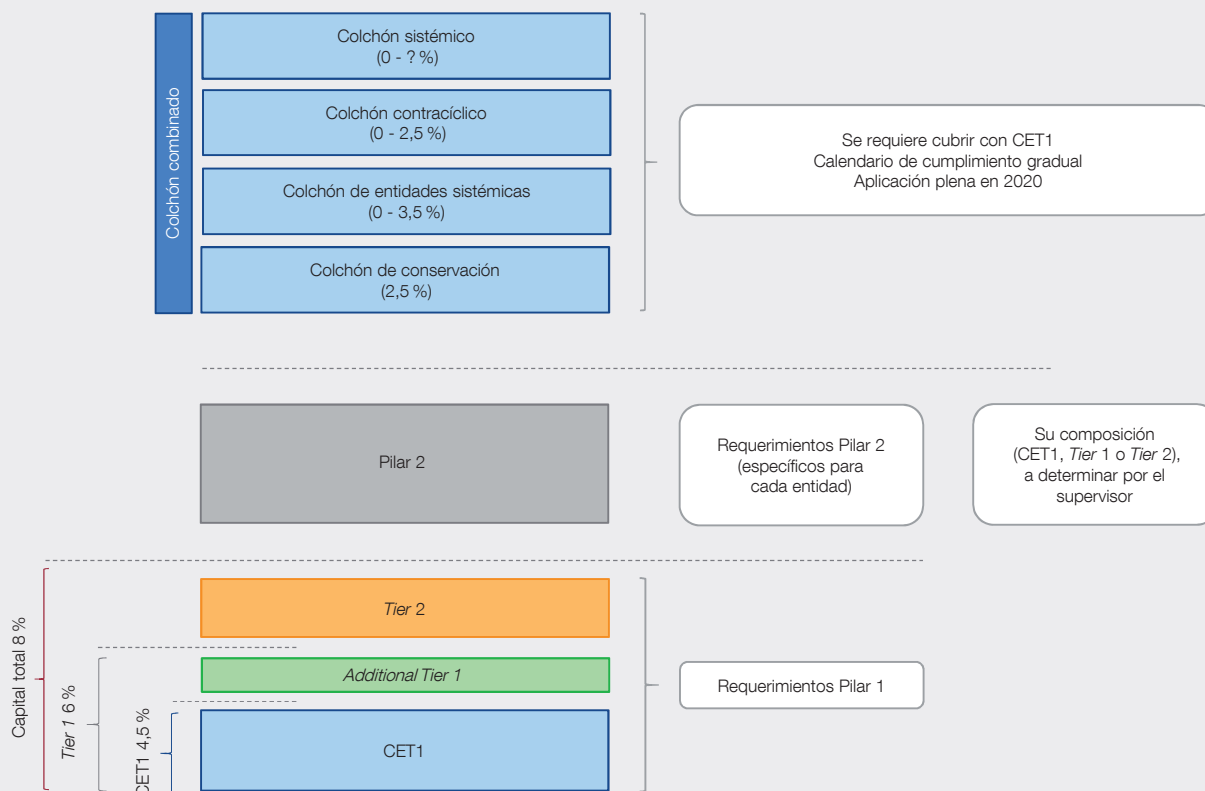 Colchón combinado
Colchón sistémico
(0 - ? %)
Colchón contracíclico
(0 - 2,5 %)
Colchón de entidades sistémicas
(0 - 3,5 %)
Colchón de conservación
(2,5 %)
Se requiere cubrir con CET1
Calendario de cumplimiento gradual
Aplicación plena en 2020
Pilar 2
Requerimientos Pilar 2
(específicos para
cada entidad)
Su composición
(CET1, Tier 1 o Tier 2),
a determinar por el
supervisor
Capital total 8 %
Tier 1 6 %
CET1 4,5 %
Tier 2
Additional Tier 1
CET1
Requerimientos Pilar 1